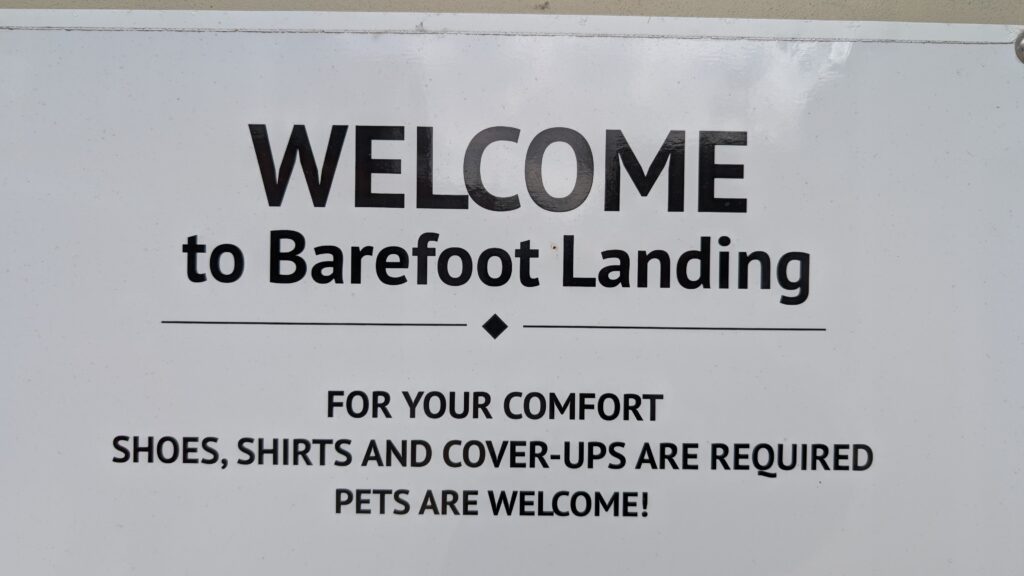 WELCOME
to Barefoot Landing
FOR YOUR COMFORT
SHOES, SHIRTS AND COVER-UPS ARE REQUIRED
PETS ARE WELCOME!